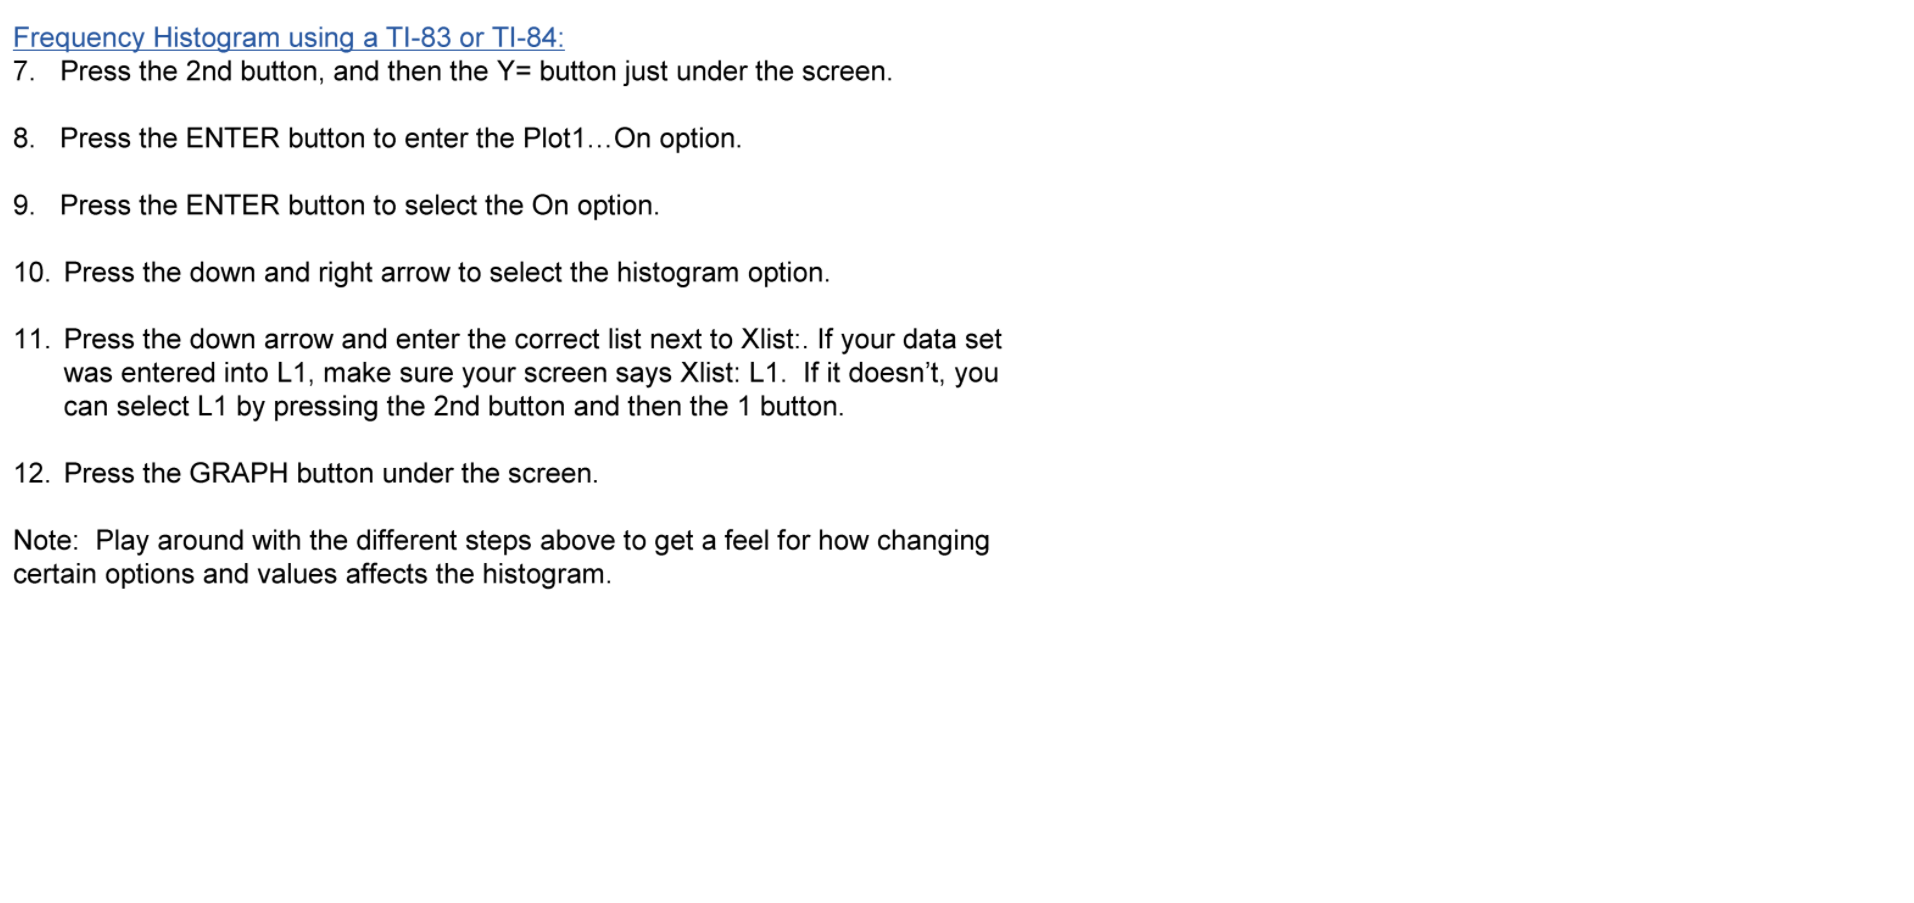 Frequency Histogram using a TI-83 or TI-84:
7. Press the 2nd button, and then the Y= button just under the screen.
8. Press the ENTER button to enter the Plot1…On option.
9. Press the ENTER button to select the On option.
10. Press the down and right arrow to select the histogram option.
11. Press the down arrow and enter the correct list next to Xlist:. If your data set
was entered into L1, make sure your screen says Xlist: L1.  If it doesn’t, you
can select L1 by pressing the 2nd button and then the 1 button.
12. Press the GRAPH button under the screen.
Note:  Play around with the different steps above to get a feel for how changing
certain options and values affects the histogram.